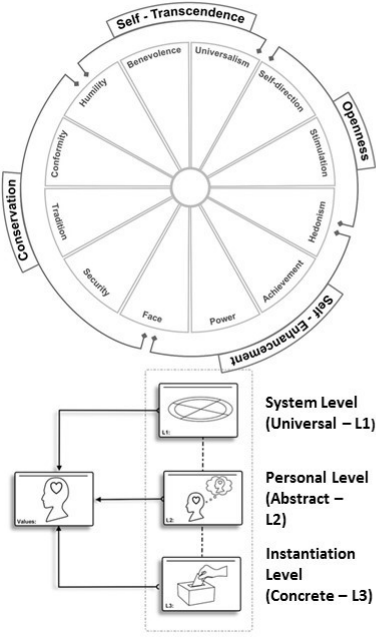 Self - Transcendence
Benevolence
Universalism
Humility
Self-direction
Openness
Conformity
Stimulation
Conservation
Tradition
Hedonism
Security
Achievement
Face
Power
Self - Enhancement
System Level
(Universal – L1)
L1:
Personal Level
(Abstract –
L2)
Values:
L2:
Instantiation
Level
(Concrete – L3)
L3: